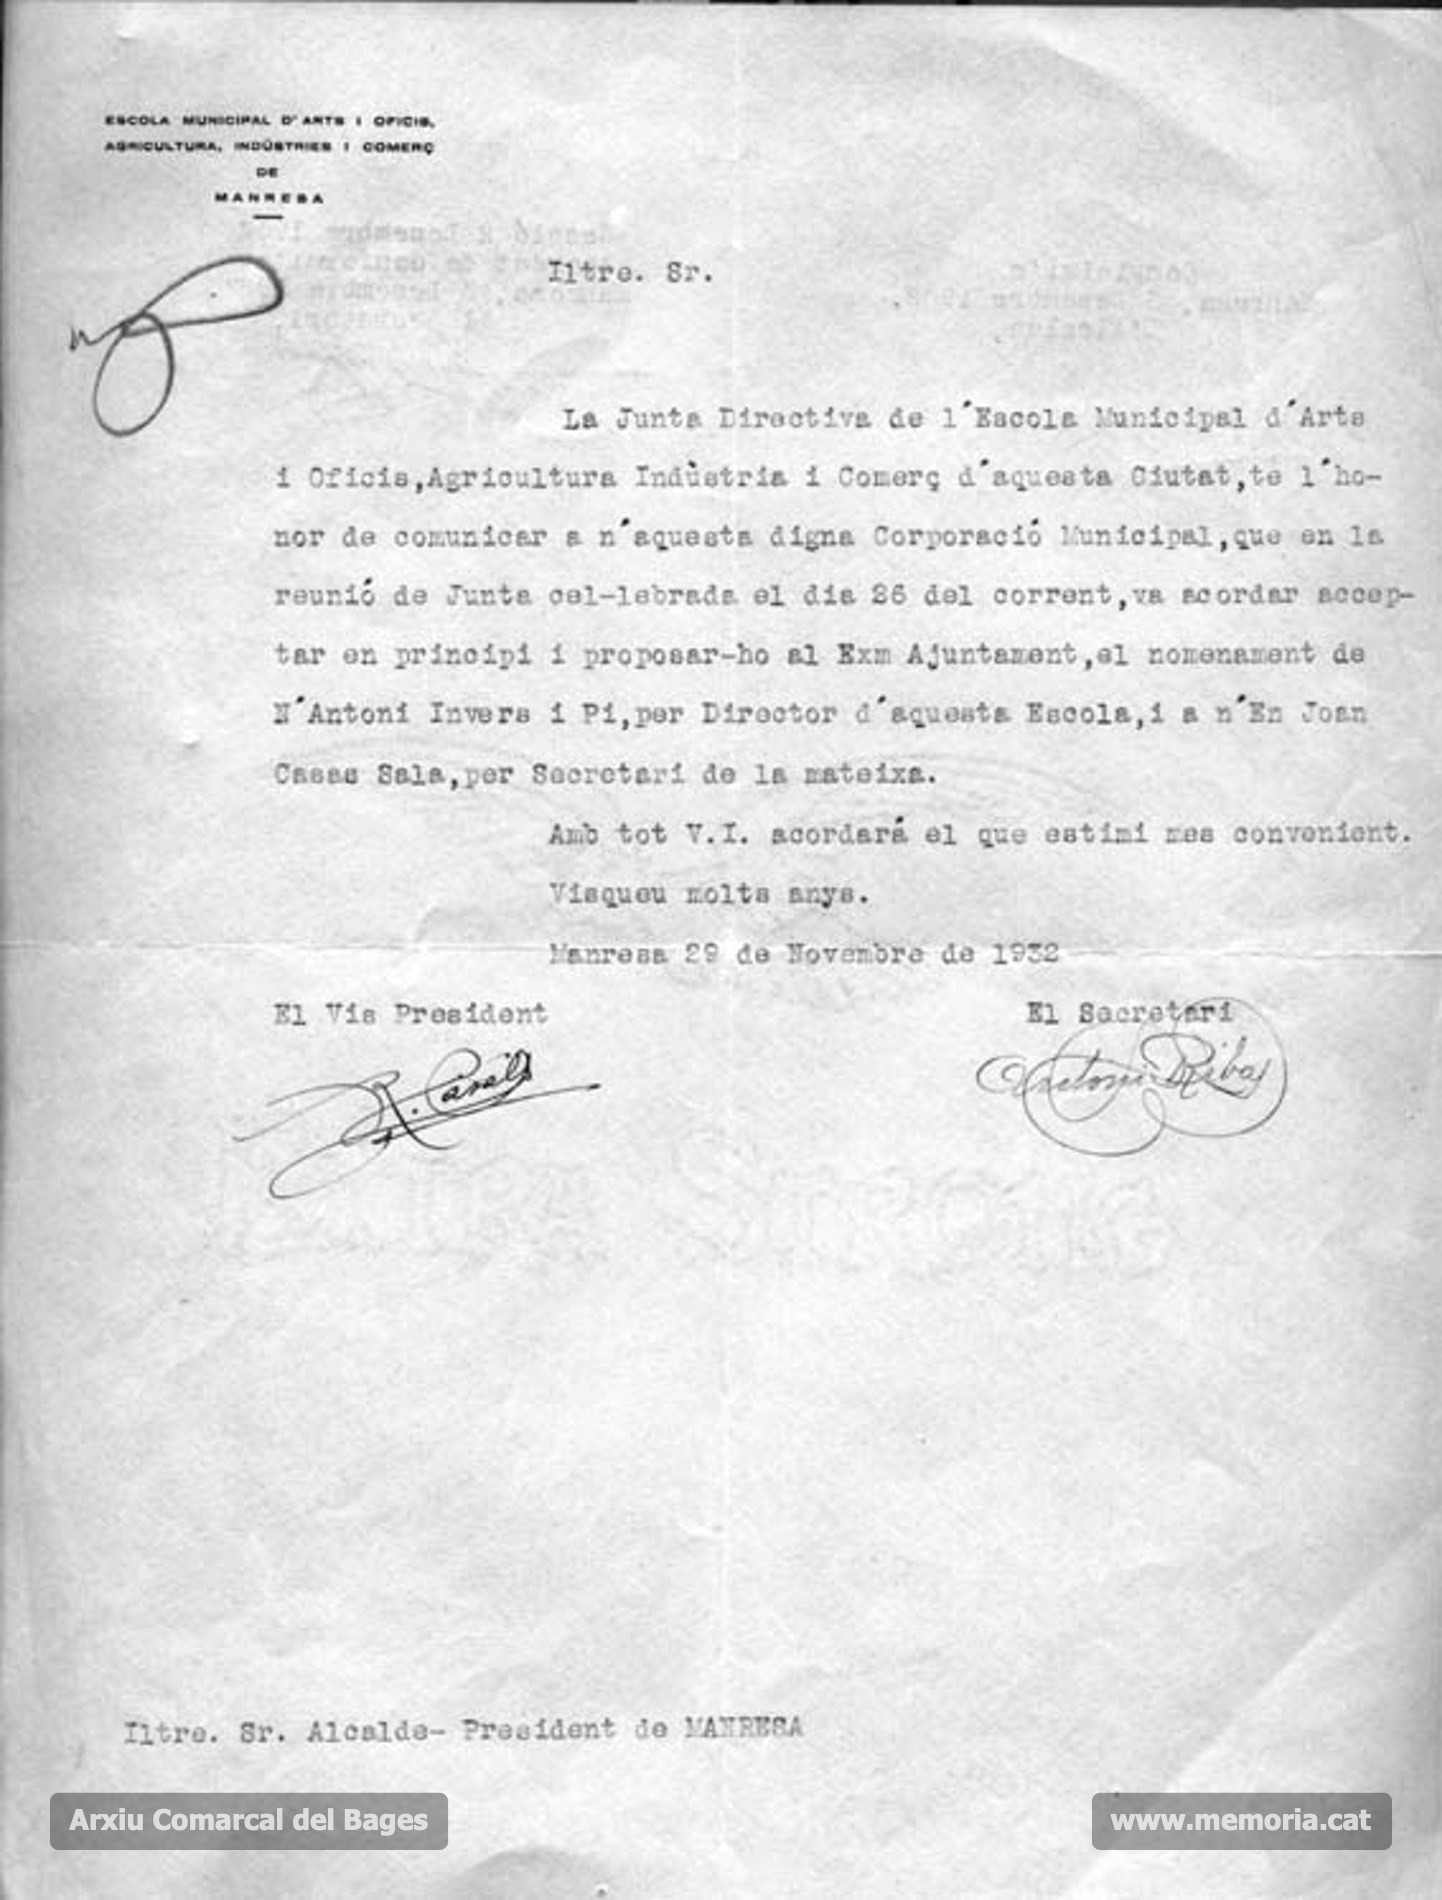 ESCOLA MUNICIPAL D'ARTS I OFICIS,
AGRICULTURA, INDÚSTRIES I COMERÇ
DE
MANRESA
Iltre. Sr.
La Junta Directiva de l'Escola Municipal d'Arts
i Oficis,Agricultura Indùstria i Comerç d'aquesta Ciutat,te l'ho-
nor de comunicar a n'aquesta digna Corporació Municipal,que en la
reunió de Junta cel-lebrada el dia 26 del corrent,va acordar accep-
tar en principi i proposar-ho al Exm Ajuntament,el nomenament de
N'Antoni Invers i Pi,per Director d'aquesta Escola,i a n'En Joan
Casas Sala,per Secretari de la mateixa.
Amb tot V.I. acordará el que estimi mes convenient.
Visqueu molts anys.
Manresa 29 de Novembre de 1932
El Vis President
El Secretari
R. Casals
Antoni Ribas
Iltre. Sr. Alcalde- President de MANRESA
Arxiu Comarcal del Bages
www.memoria.cat